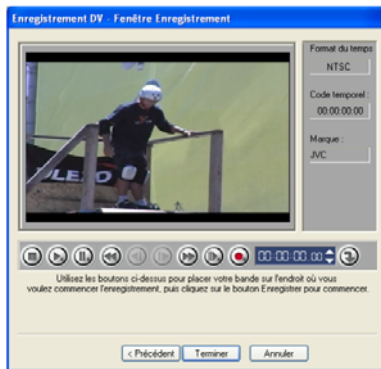 Enregistrement DV - Fenêtre Enregistrement
Format du temps
NTSC
Code temporel :
00:00:00:00
Marque :
JVC
00:00:00.00
Utilisez les boutons ci-dessus pour placer votre bande sur l'endroit où vous
voulez commencer l'enregistrement, puis cliquez sur le bouton Enregistrer pour commencer.
< Précédent
Terminer
Annuler